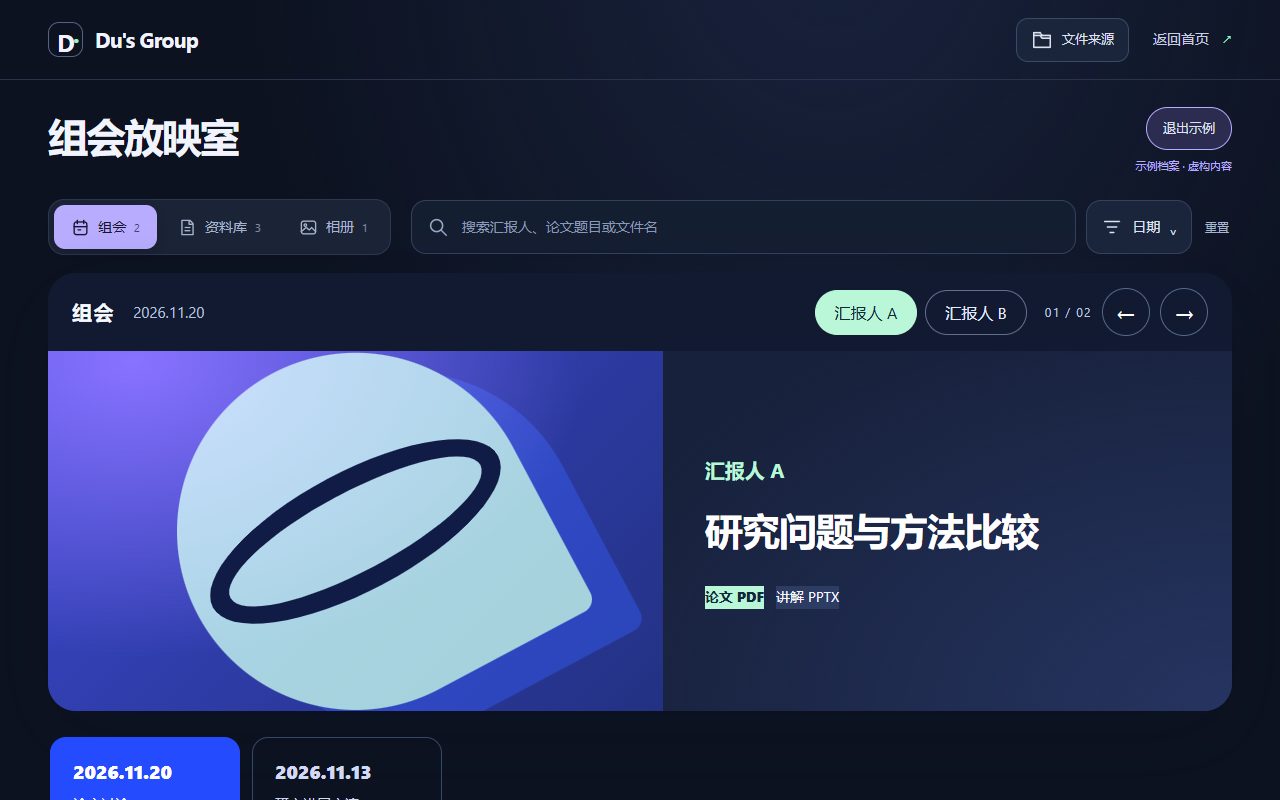 D
Du's Group
文件来源
返回首页 ↗
组会放映室
退出示例
示例档案 · 虚构内容
组会 2
资料库 3
相册 1
搜索汇报人、论文题目或文件名
日期
重置
组会 2026.11.20
汇报人 A
汇报人 B
01 / 02
← →
汇报人 A
研究问题与方法比较
论文 PDF 讲解 PPTX
2026.11.20
2026.11.13